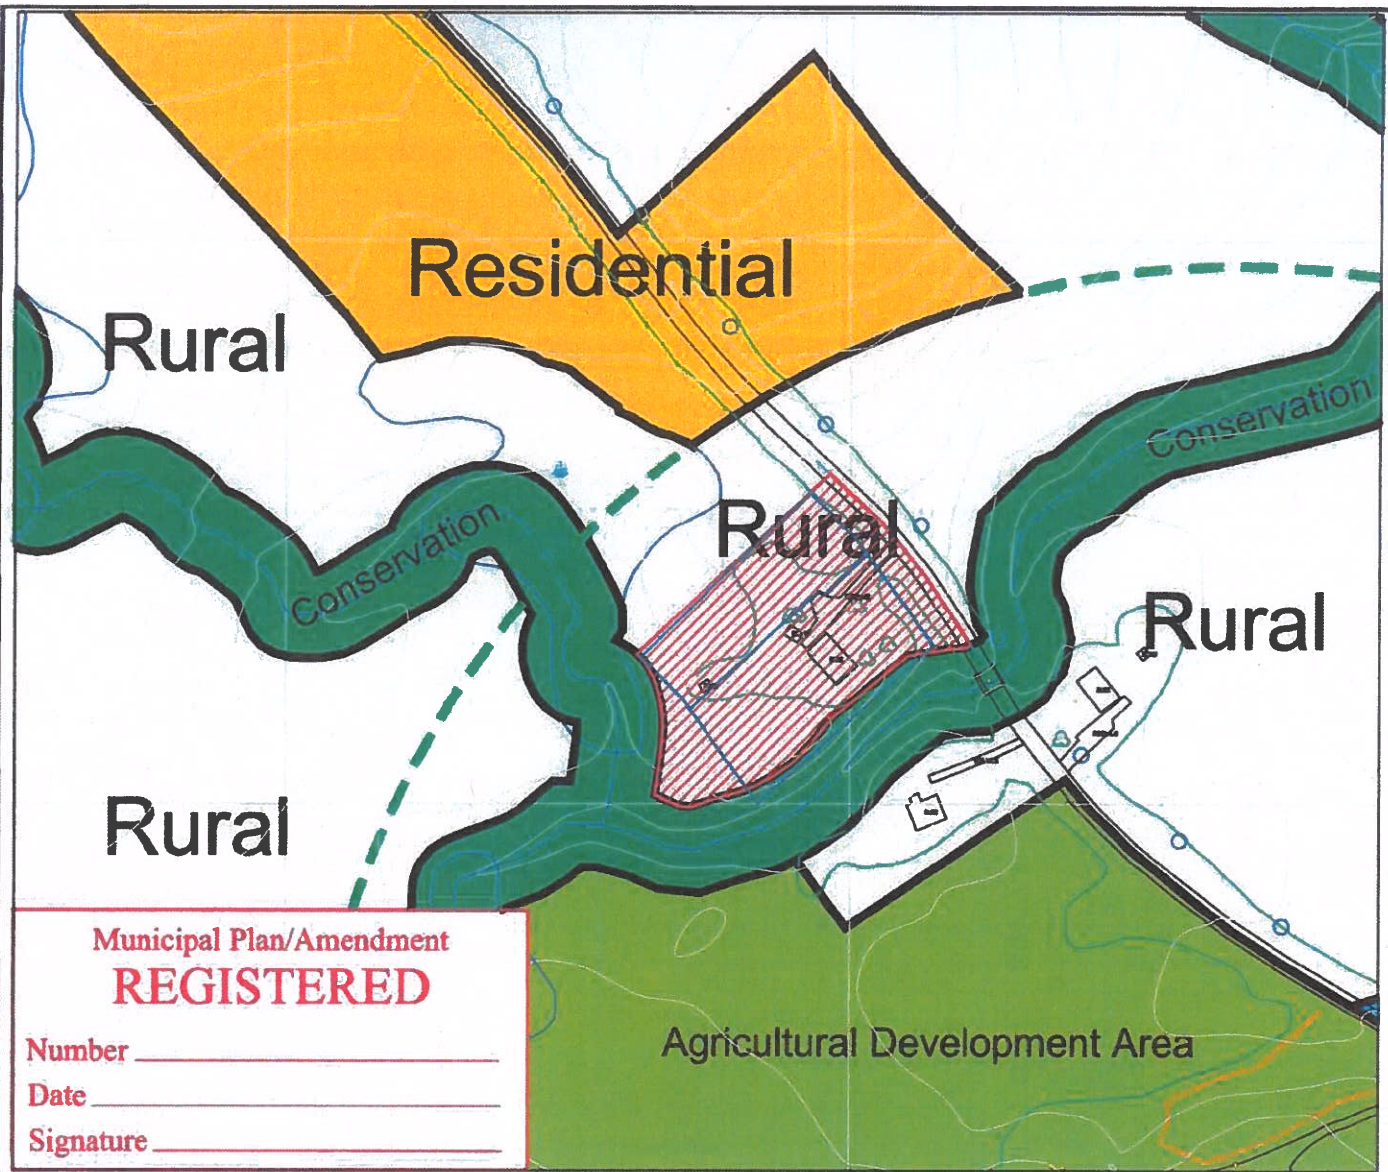 Residential
Rural
Conservation
Rural
Conservation
Rural
Rural
Agricultural Development Area
Municipal Plan/Amendment
REGISTERED
Number
Date
Signature